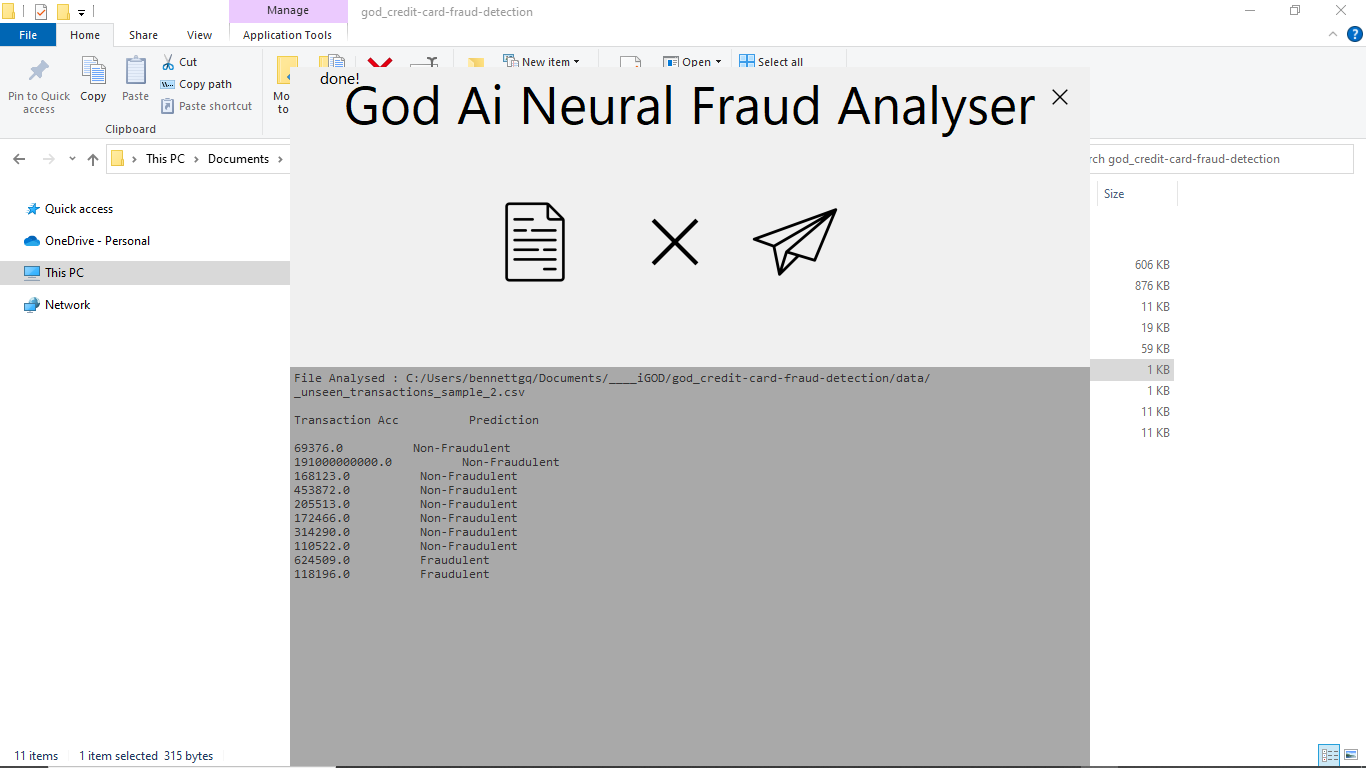 Manage
god_credit-card-fraud-detection
File
Home
Share
View
Application Tools
Pin to Quick access
Copy
Paste
Cut
Copy path
Paste shortcut
Mo
to
New item
Open
Select all
Clipboard
done!
God Ai Neural Fraud Analyser
This PC
Documents
rch god_credit-card-fraud-detection
Size
Quick access
OneDrive - Personal
This PC
Network
606 KB
876 KB
11 KB
19 KB
59 KB
1 KB
1 KB
11 KB
11 KB
File Analysed : C:/Users/bennettgq/Documents/____iGOD/god_credit-card-fraud-detection/data/
_unseen_transactions_sample_2.csv
Transaction Acc Prediction
69376.0 Non-Fraudulent
191000000000.0 Non-Fraudulent
168123.0 Non-Fraudulent
453872.0 Non-Fraudulent
205513.0 Non-Fraudulent
172466.0 Non-Fraudulent
314290.0 Non-Fraudulent
110522.0 Non-Fraudulent
624509.0 Fraudulent
118196.0 Fraudulent
11 items
1 item selected 315 bytes